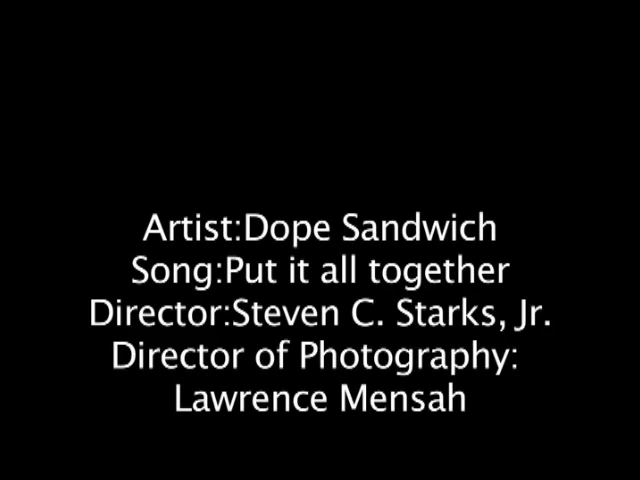 Artist:Dope Sandwich
Song:Put it all together
Director:Steven C. Starks, Jr.
Director of Photography:
Lawrence Mensah